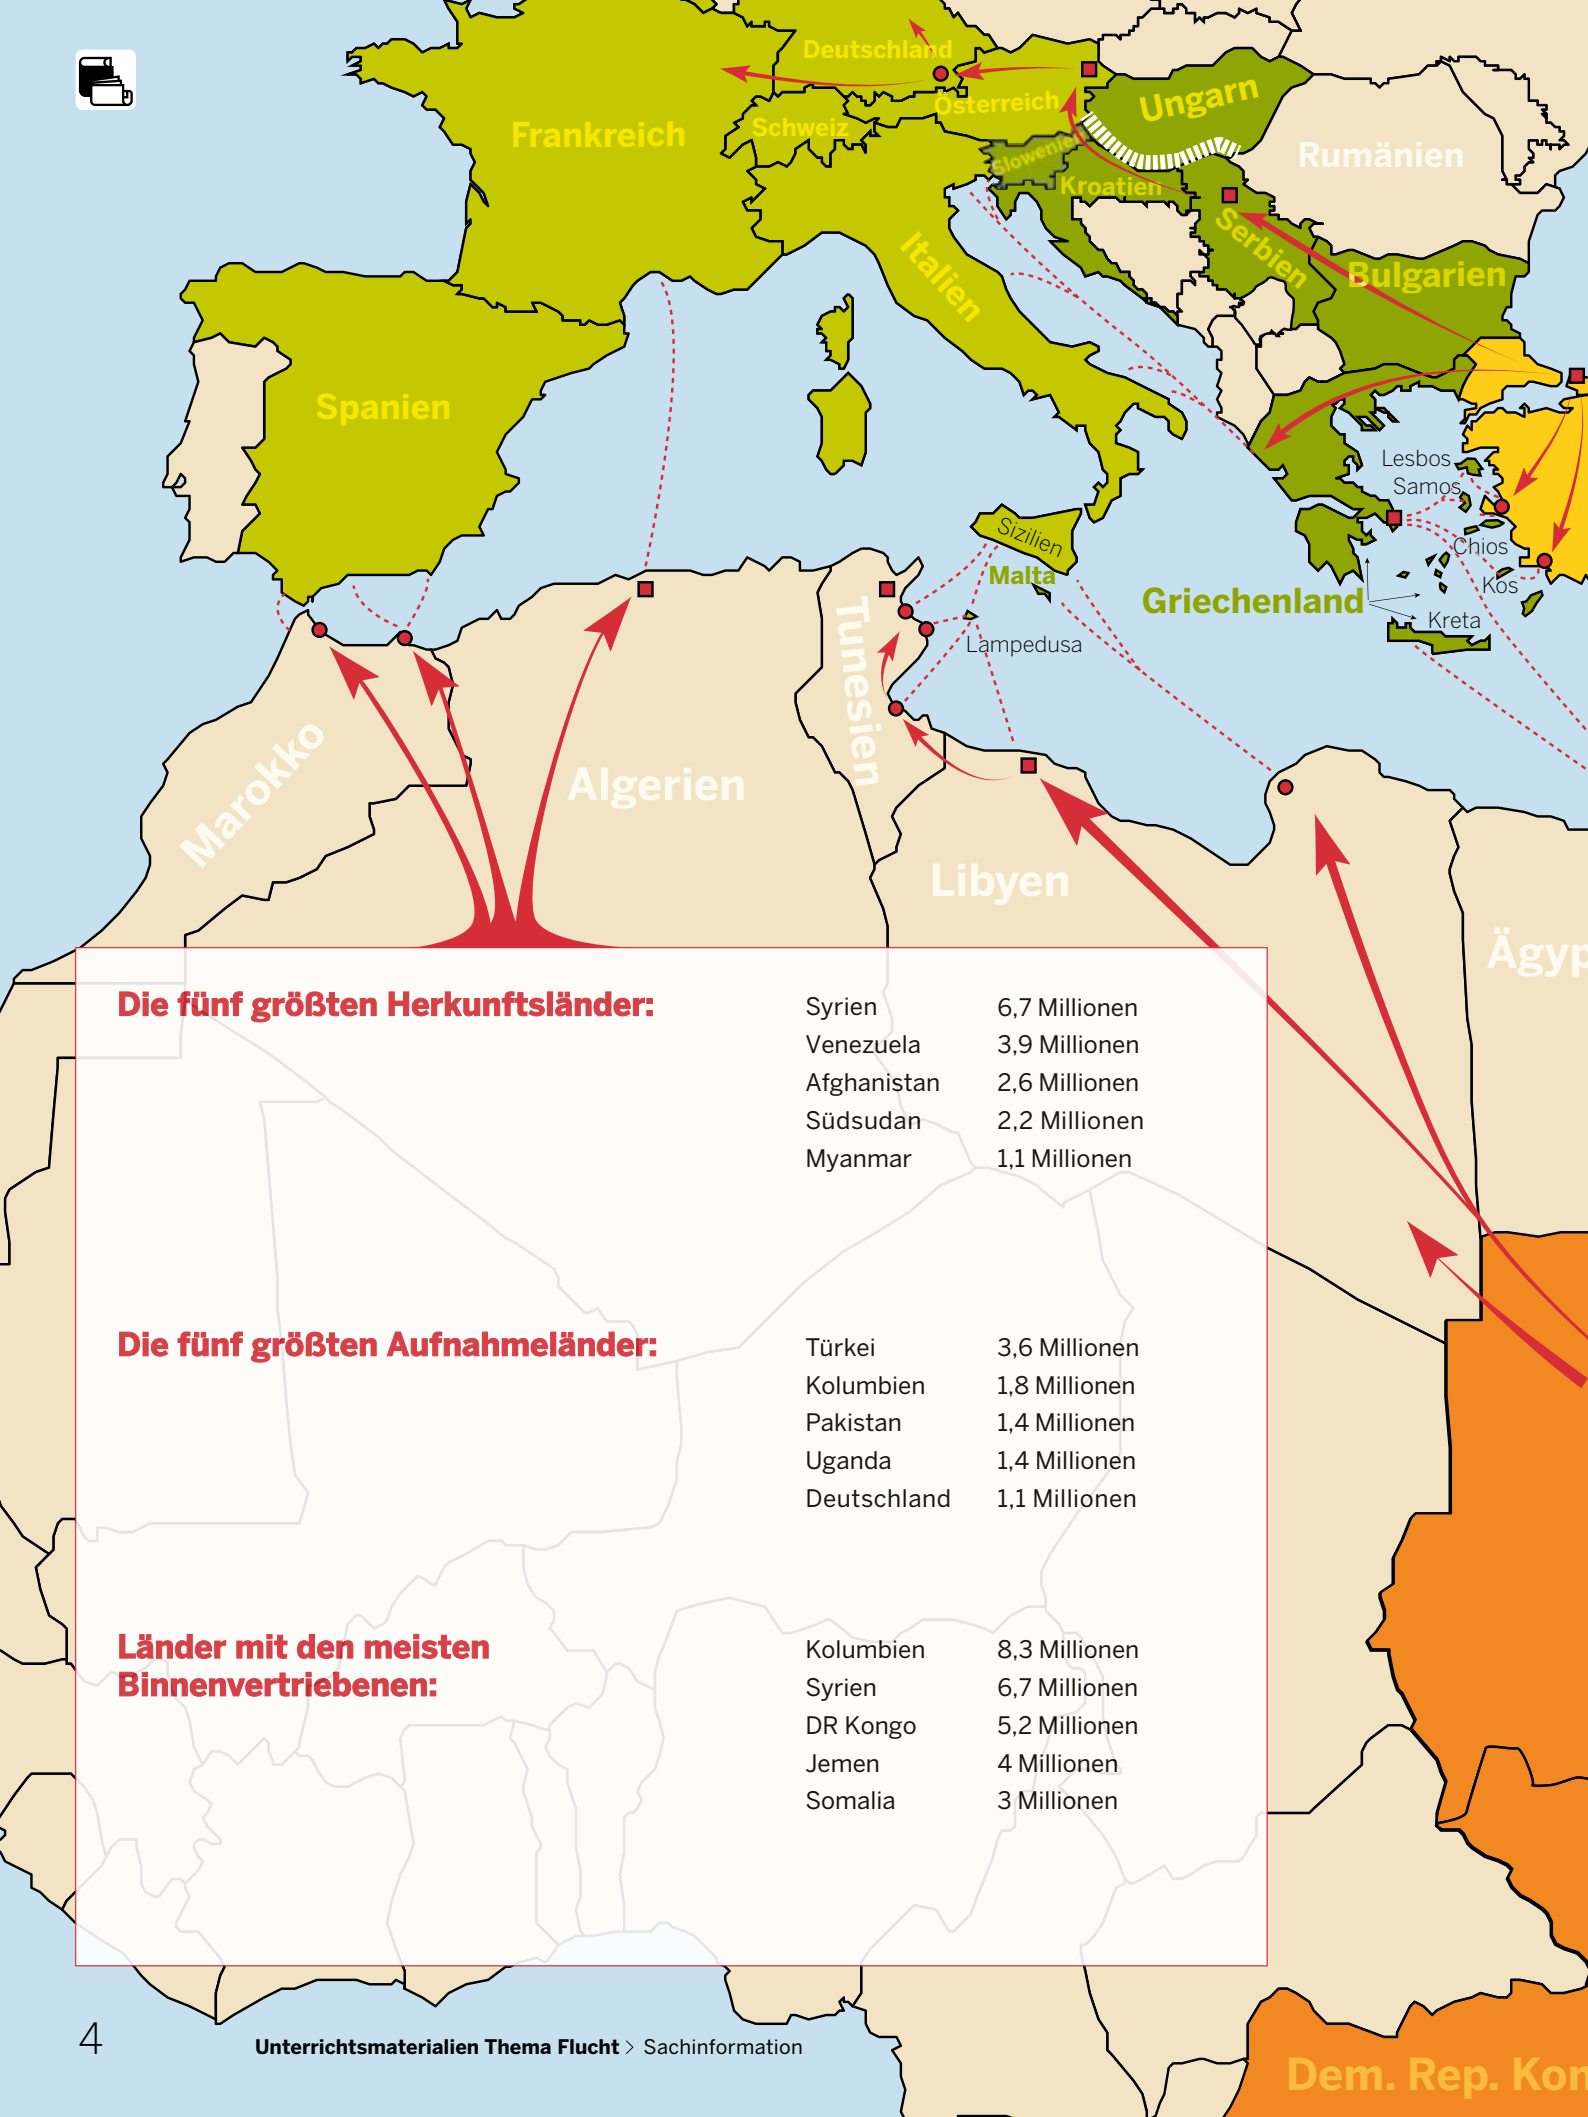 Deutschland
Österreich
Ungarn
Frankreich
Schweiz
Slowenien
Rumänien
Kroatien
Serbien
Italien
Bulgarien
Spanien
Lesbos
Samos
Sizilien
Chios
Malta
Kos
Griechenland
Kreta
Lampedusa
Tunesien
Marokko
Algerien
Libyen
Ägyp
Die fünf größten Herkunftsländer:
Syrien 6,7 Millionen
Venezuela 3,9 Millionen
Afghanistan 2,6 Millionen
Südsudan 2,2 Millionen
Myanmar 1,1 Millionen
Die fünf größten Aufnahmeländer:
Türkei 3,6 Millionen
Kolumbien 1,8 Millionen
Pakistan 1,4 Millionen
Uganda 1,4 Millionen
Deutschland 1,1 Millionen
Länder mit den meisten
Binnenvertriebenen:
Kolumbien 8,3 Millionen
Syrien 6,7 Millionen
DR Kongo 5,2 Millionen
Jemen 4 Millionen
Somalia 3 Millionen
4
Unterrichtsmaterialien Thema Flucht > Sachinformation
Dem. Rep. Kon